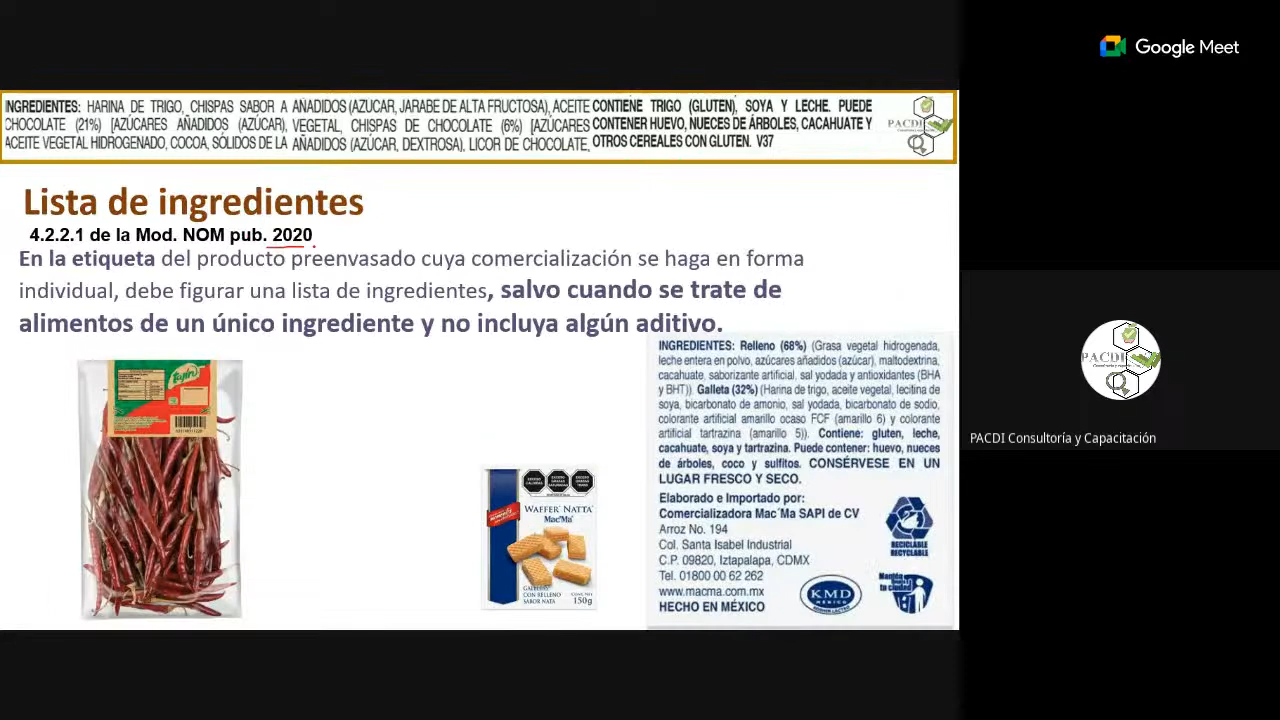 Google Meet
INGREDIENTES: HARINA DE TRIGO, CHISPAS SABOR A
CHOCOLATE (21%) [AZÚCARES AÑADIDOS (AZÚCAR),
ACEITE VEGETAL HIDROGENADO, COCOA, SÓLIDOS DE LA
AÑADIDOS (AZÚCAR, JARABE DE ALTA FRUCTOSA), ACEITE
VEGETAL, CHISPAS DE CHOCOLATE (6%) [AZÚCARES
AÑADIDOS (AZÚCAR, DEXTROSA), LICOR DE CHOCOLATE,
CONTIENE TRIGO (GLUTEN), SOYA Y LECHE. PUEDE
CONTENER HUEVO, NUECES DE ÁRBOLES, CACAHUATE Y
OTROS CEREALES CON GLUTEN. V37
PACDI
Lista de ingredientes
4.2.2.1 de la Mod. NOM pub. 2020
En la etiqueta del producto preenvasado cuya comercialización se haga en forma
individual, debe figurar una lista de ingredientes, salvo cuando se trate de
alimentos de un único ingrediente y no incluya algún aditivo.
WAFFER NATTA
Mac'Ma
GALLETAS
CON RELLENO
SABOR NATA
150g
INGREDIENTES: Relleno (68%) (Grasa vegetal hidrogenada,
leche entera en polvo, azúcares añadidos (azúcar), maltodextrina,
cacahuate, saborizante artificial, sal yodada y antioxidantes (BHA
y BHT)). Galleta (32%) (Harina de trigo, aceite vegetal, lecitina de
soya, bicarbonato de amonio, sal yodada, bicarbonato de sodio,
colorante artificial amarillo ocaso FCF (amarillo 6) y colorante
artificial tartrazina (amarillo 5)). Contiene: gluten, leche,
cacahuate, soya y tartrazina. Puede contener: huevo, nueces
de árboles, coco y sulfitos. CONSÉRVESE EN UN
LUGAR FRESCO Y SECO.
Elaborado e Importado por:
Comercializadora Mac´Ma SAPI de CV
Arroz No. 194
Col. Santa Isabel Industrial
C.P. 09820, Iztapalapa, CDMX
Tel. 01800 00 62 262
www.macma.com.mx
HECHO EN MÉXICO
RECICLABLE
RECYCLABLE
KMD
MÉXICO
PACDI
PACDI Consultoría y Capacitación